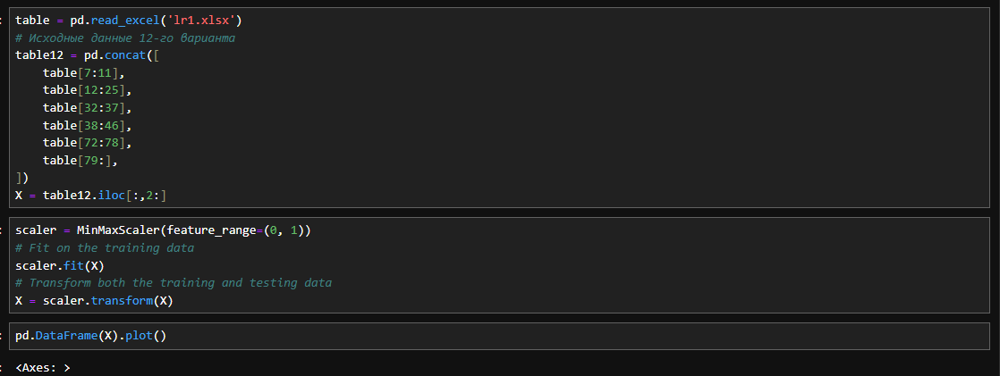 table = pd.read_excel('lr1.xlsx')
# Исходные данные 12-го варианта
table12 = pd.concat([
    table[7:11],
    table[12:25],
    table[32:37],
    table[38:46],
    table[72:78],
    table[79:],
])
X = table12.iloc[:,2:]
scaler = MinMaxScaler(feature_range=(0, 1))
# Fit on the training data
scaler.fit(X)
# Transform both the training and testing data
X = scaler.transform(X)
pd.DataFrame(X).plot()
<Axes: >